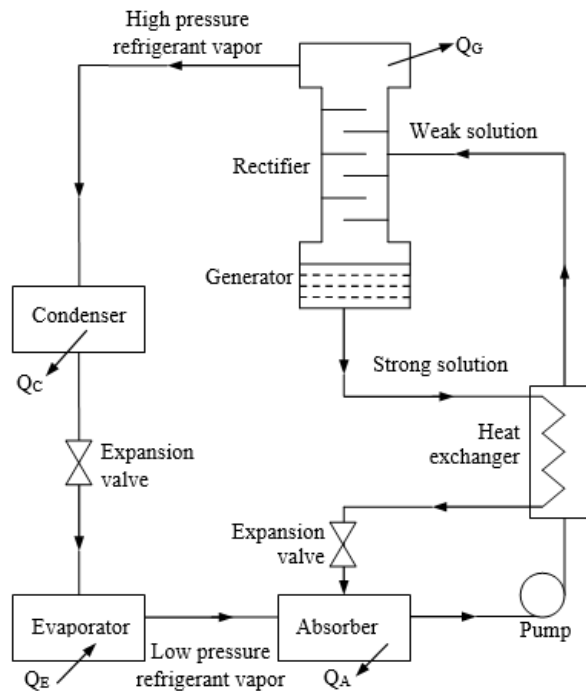 High pressure
refrigerant vapor
QG
Weak solution
Rectifier
Generator
Condenser
Strong solution
QC
Heat
exchanger
Expansion
valve
Expansion
valve
Evaporator
Absorber
Pump
Low pressure
refrigerant vapor
QE
QA